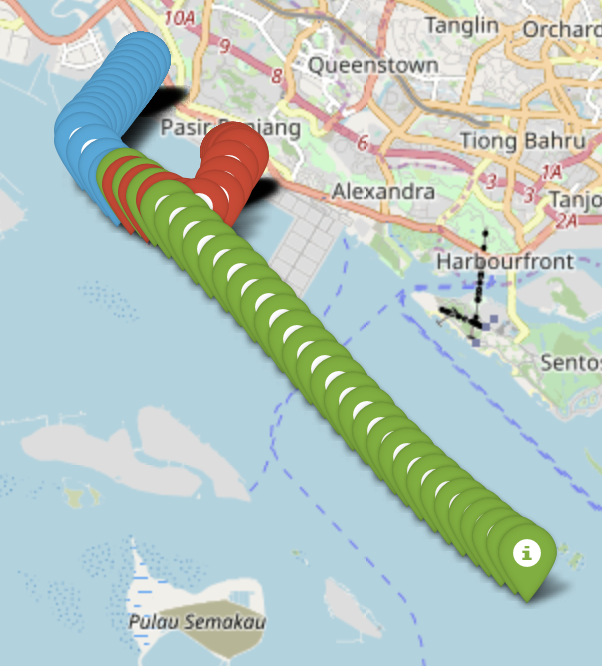 10A
Tanglin
Orchard
9
8
Queenstown
Pasir Panjang
6
Tiong Bahru
3
3
1A
Alexandra
Tanjo
2A
Harbourfront
Sentos
i
Pulau Semakau